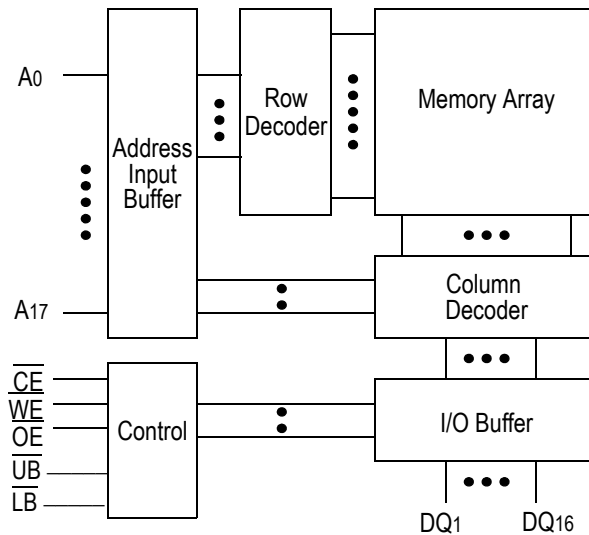 A0
Address
Input
Buffer
Row
Decoder
Memory Array
A17
Column
Decoder
CE
WE
OE
UB
LB
Control
I/O Buffer
DQ1
DQ16